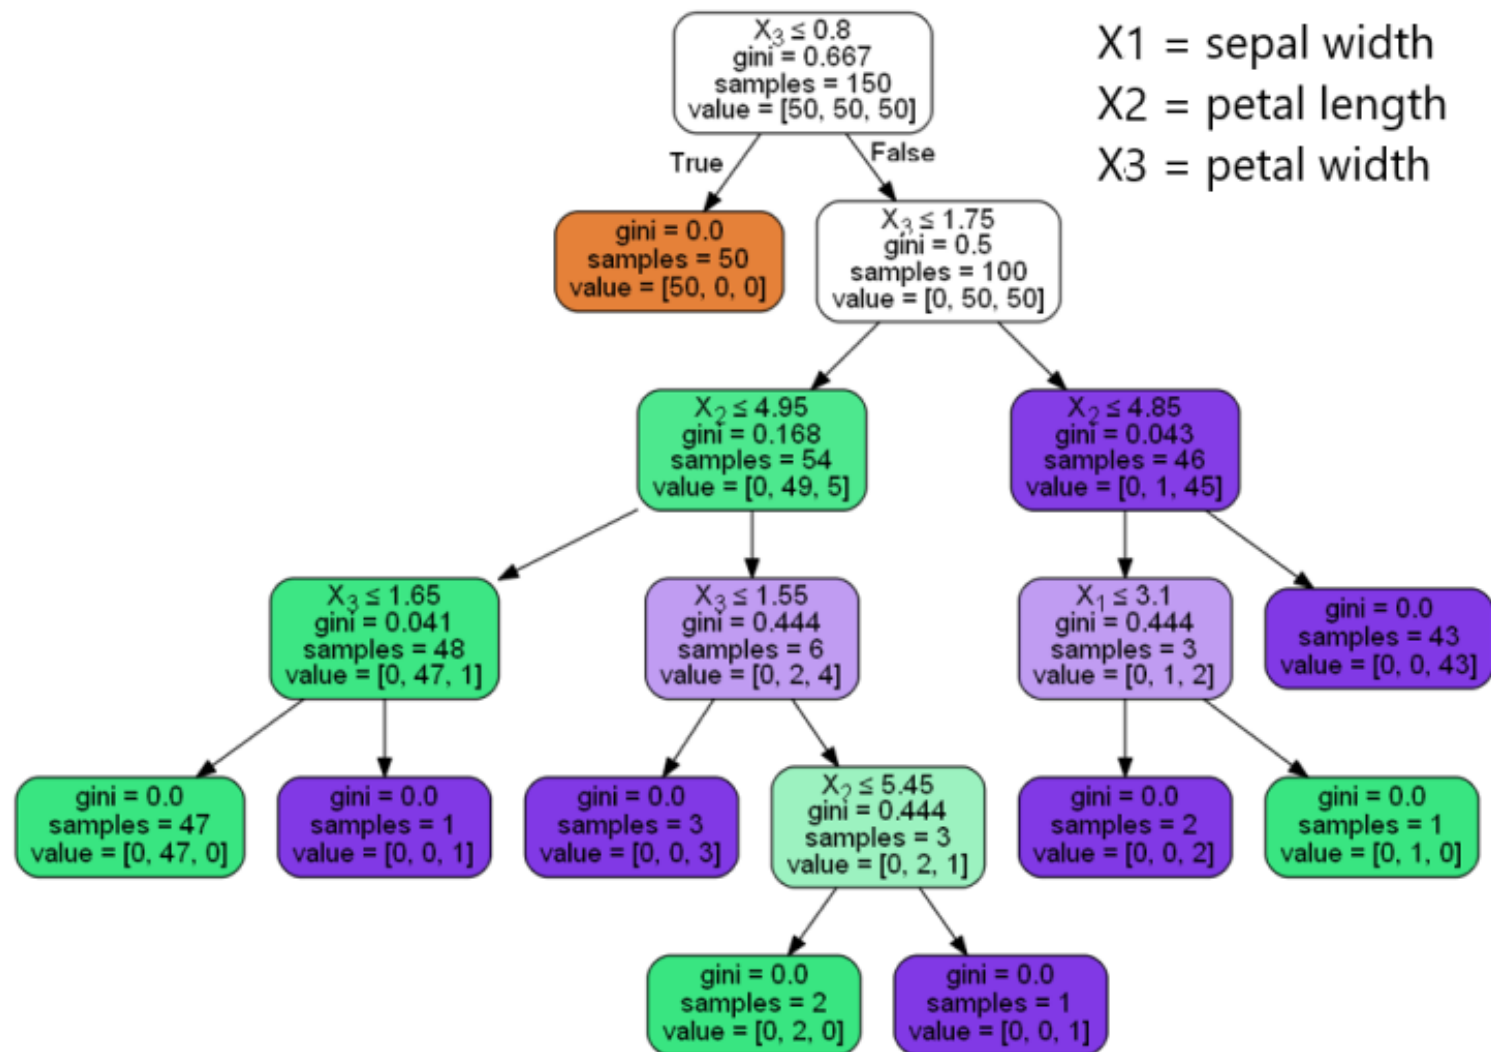 X₃ ≤ 0.8
gini = 0.667
samples = 150
value = [50, 50, 50]
X1 = sepal width
X2 = petal length
X3 = petal width
True
False
gini = 0.0
samples = 50
value = [50, 0, 0]
X₃ ≤ 1.75
gini = 0.5
samples = 100
value = [0, 50, 50]
X₂ ≤ 4.95
gini = 0.168
samples = 54
value = [0, 49, 5]
X₂ ≤ 4.85
gini = 0.043
samples = 46
value = [0, 1, 45]
X₃ ≤ 1.65
gini = 0.041
samples = 48
value = [0, 47, 1]
X₃ ≤ 1.55
gini = 0.444
samples = 6
value = [0, 2, 4]
X₁ ≤ 3.1
gini = 0.444
samples = 3
value = [0, 1, 2]
gini = 0.0
samples = 43
value = [0, 0, 43]
gini = 0.0
samples = 47
value = [0, 47, 0]
gini = 0.0
samples = 1
value = [0, 0, 1]
gini = 0.0
samples = 3
value = [0, 0, 3]
X₂ ≤ 5.45
gini = 0.444
samples = 3
value = [0, 2, 1]
gini = 0.0
samples = 2
value = [0, 0, 2]
gini = 0.0
samples = 1
value = [0, 1, 0]
gini = 0.0
samples = 2
value = [0, 2, 0]
gini = 0.0
samples = 1
value = [0, 0, 1]